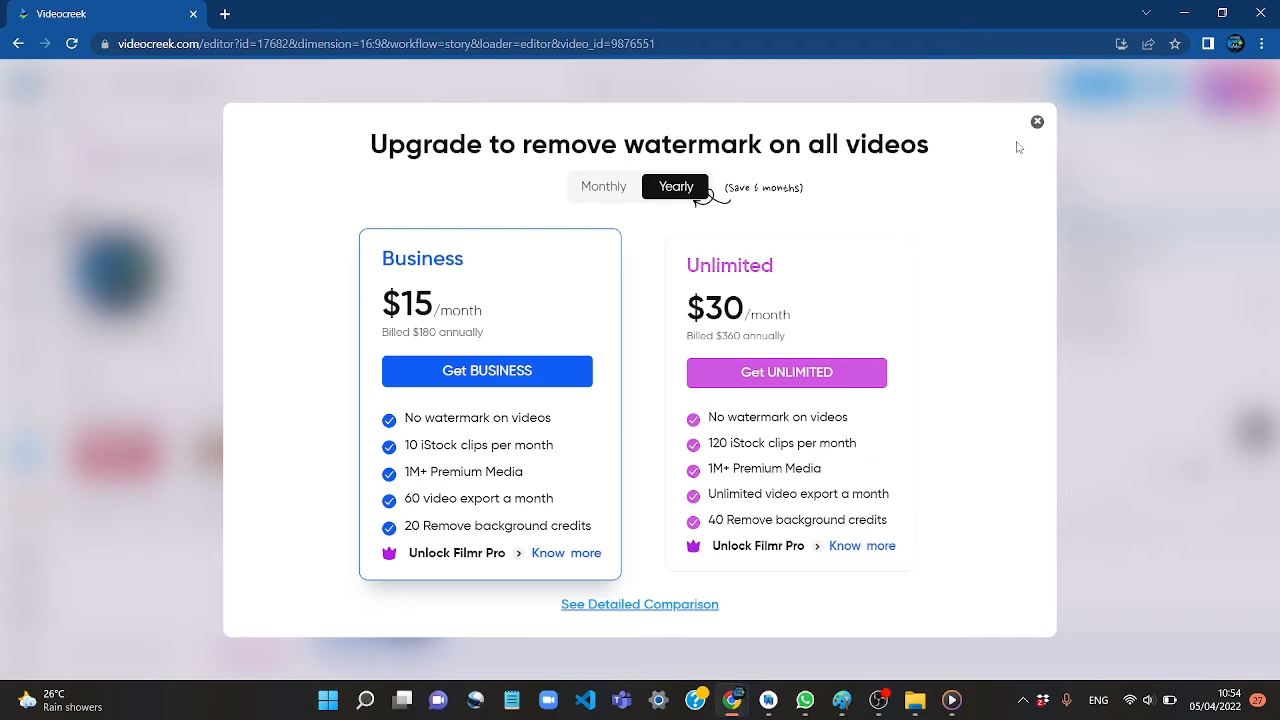 Videocreek
videocreek.com/editor?id=17682&dimension=16:9&workflow=story&loader=editor&video_id=9876551
Upgrade to remove watermark on all videos
Monthly
Yearly
(Save 6 months)
Business
$15/month
Billed $180 annually
Get BUSINESS
No watermark on videos
10 iStock clips per month
1M+ Premium Media
60 video export a month
20 Remove background credits
Unlock Filmr Pro > Know more
Unlimited
$30/month
Billed $360 annually
Get UNLIMITED
No watermark on videos
120 iStock clips per month
1M+ Premium Media
Unlimited video export a month
40 Remove background credits
Unlock Filmr Pro > Know more
See Detailed Comparison
26°C
Rain showers
ENG
10:54
05/04/2022
27